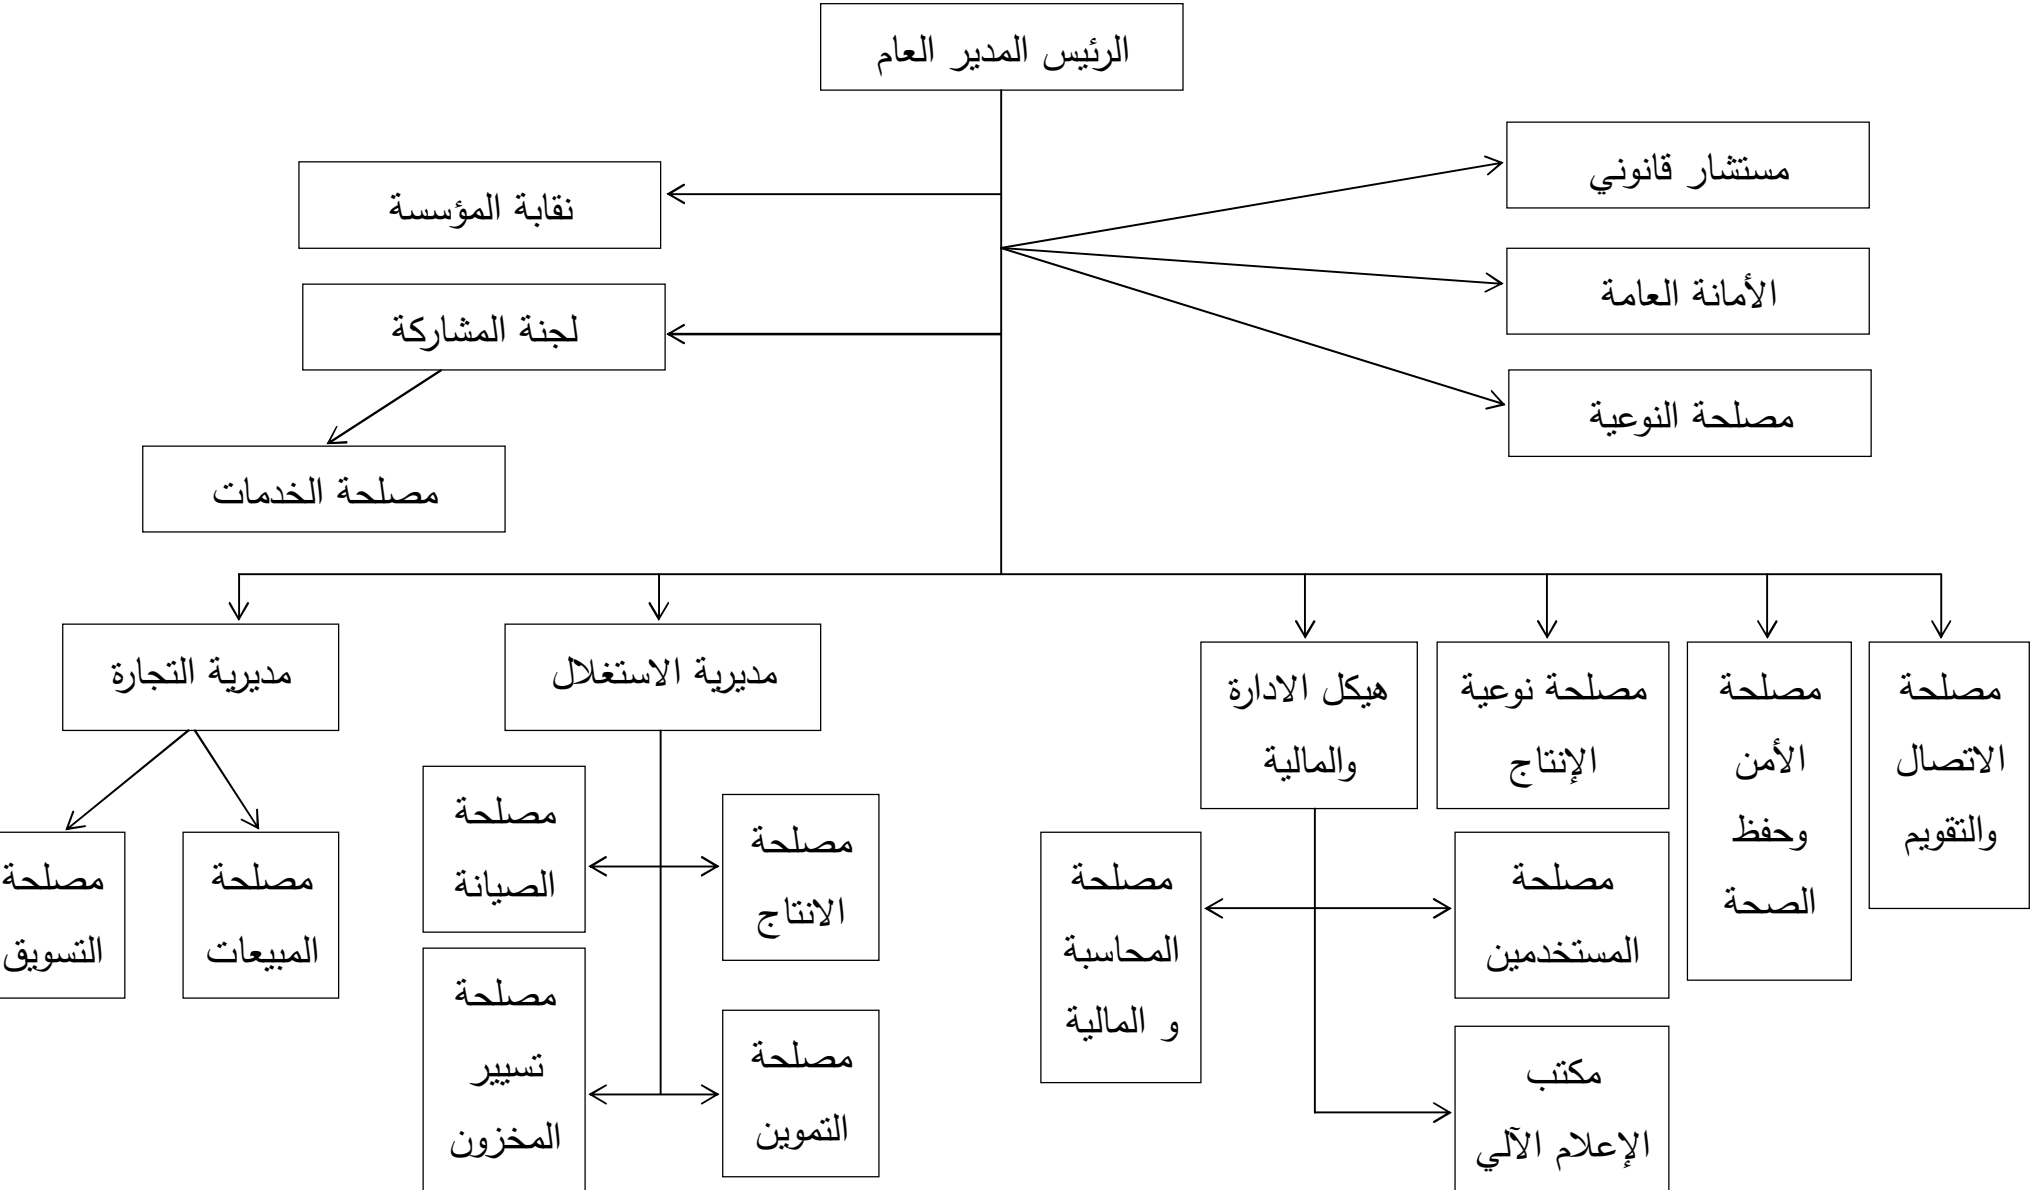 الرئيس المدير العام
مستشار قانوني
نقابة المؤسسة
الأمانة العامة
لجنة المشاركة
مصلحة النوعية
مصلحة الخدمات
مصلحة
الاتصال
والتقويم
مصلحة
الأمن
وحفظ
الصحة
مصلحة نوعية
الإنتاج
هيكل الادارة
والمالية
مديرية الاستغلال
مديرية التجارة
مصلحة
المستخدمين
مصلحة
المحاسبة
و المالية
مكتب
الإعلام الآلي
مصلحة
الانتاج
مصلحة
الصيانة
مصلحة
التموين
مصلحة
تسيير
المخزون
مصلحة
المبيعات
مصلحة
التسويق